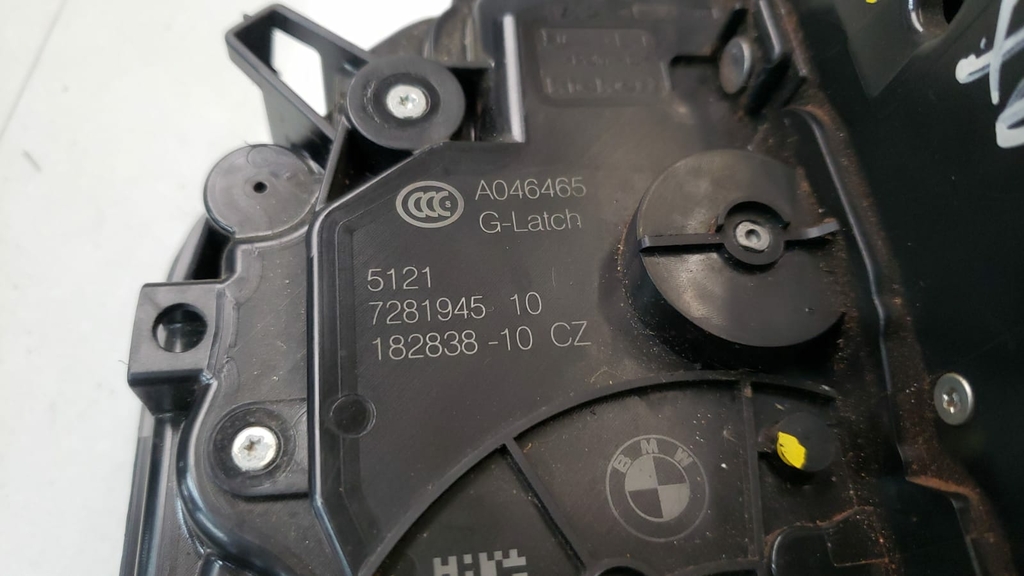 CCC S A046465
G-Latch
5121
7281945 10
182838-10 CZ
BMW